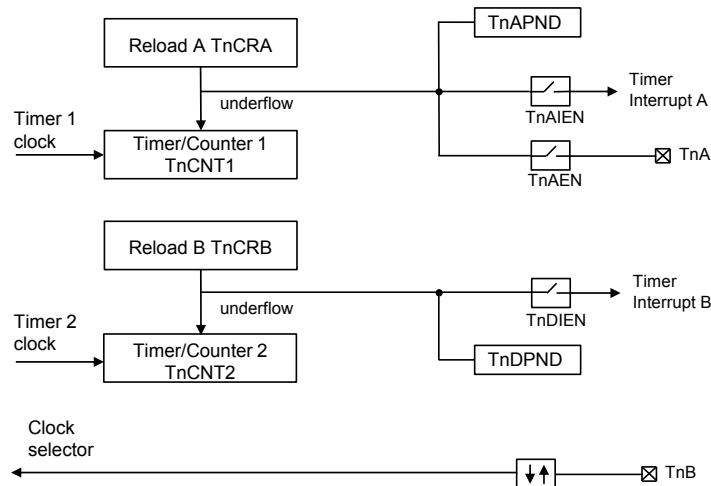 Reload A TnCRA
TnAPND
underflow
TnAIEN
Timer
Interrupt A
Timer 1
clock
Timer/Counter 1
TnCNT1
TnAEN
TnA
Reload B TnCRB
underflow
TnDIEN
Timer
Interrupt B
Timer 2
clock
Timer/Counter 2
TnCNT2
TnDPND
Clock
selector
TnB